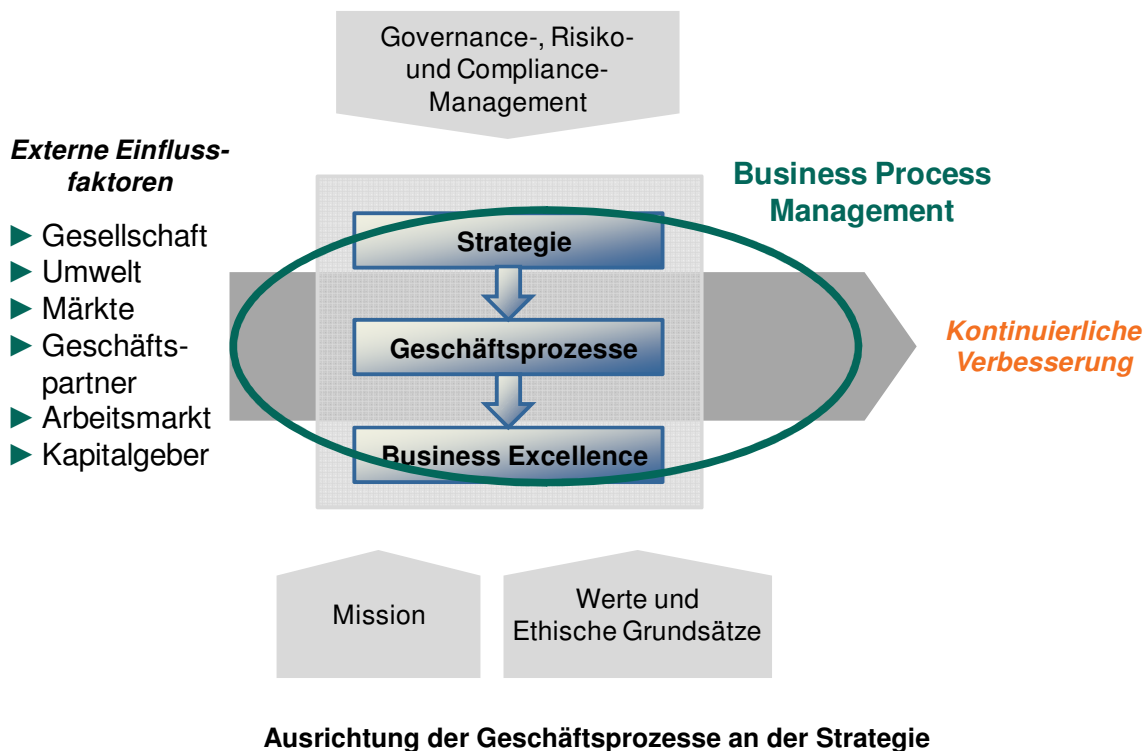 Governance-, Risiko-
und Compliance-
Management
Externe Einfluss-
faktoren
Gesellschaft
Umwelt
Märkte
Geschäfts-
partner
Arbeitsmarkt
Kapitalgeber
Business Process
Management
Strategie
Geschäftsprozesse
Business Excellence
Kontinuierliche
Verbesserung
Mission
Werte und
Ethische Grundsätze
Ausrichtung der Geschäftsprozesse an der Strategie